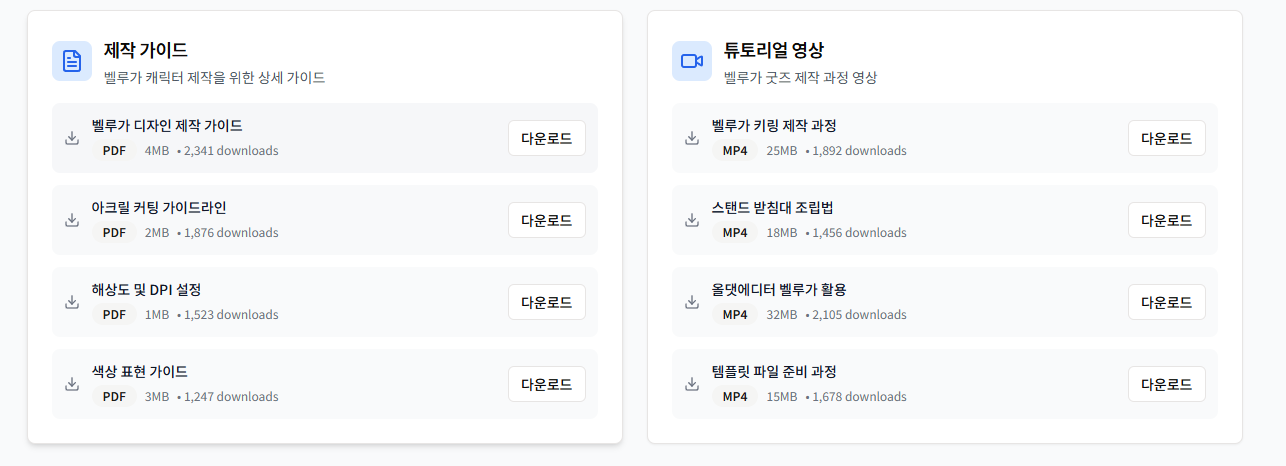 제작 가이드
벨루가 캐릭터 제작을 위한 상세 가이드
벨루가 디자인 제작 가이드
PDF 4MB • 2,341 downloads
다운로드
아크릴 커팅 가이드라인
PDF 2MB • 1,876 downloads
다운로드
해상도 및 DPI 설정
PDF 1MB • 1,523 downloads
다운로드
색상 표현 가이드
PDF 3MB • 1,247 downloads
다운로드
튜토리얼 영상
벨루가 굿즈 제작 과정 영상
벨루가 키링 제작 과정
MP4 25MB • 1,892 downloads
다운로드
스탠드 받침대 조립법
MP4 18MB • 1,456 downloads
다운로드
올댓에디터 벨루가 활용
MP4 32MB • 2,105 downloads
다운로드
템플릿 파일 준비 과정
MP4 15MB • 1,678 downloads
다운로드